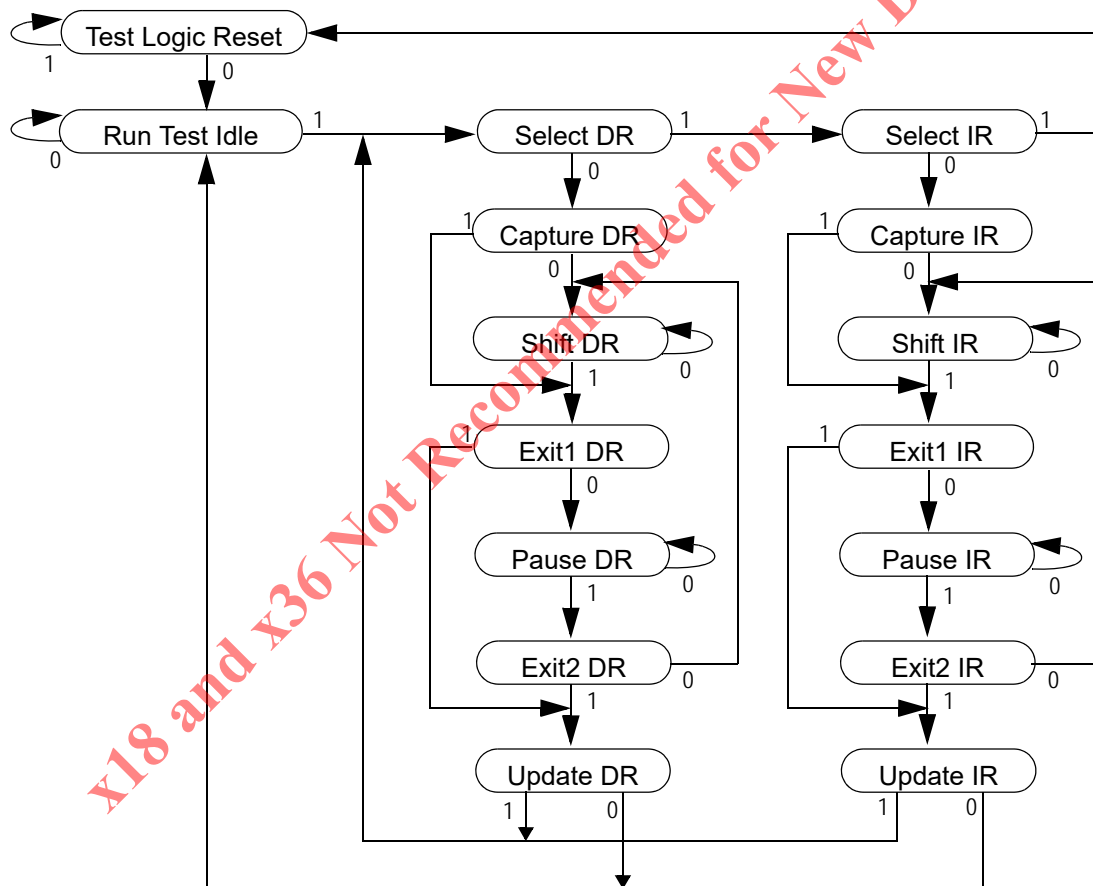 Test Logic Reset
1
0
Run Test Idle
0
1
Select DR
1
0
Select IR
1
0
Capture DR
1
0
Capture IR
1
0
Shift DR
0
1
Shift IR
0
1
Exit1 DR
1
0
Exit1 IR
1
0
Pause DR
0
1
Pause IR
0
1
Exit2 DR
0
1
Exit2 IR
0
1
Update DR
1
0
Update IR
1
0
x18 and x36 Not Recommended for New D